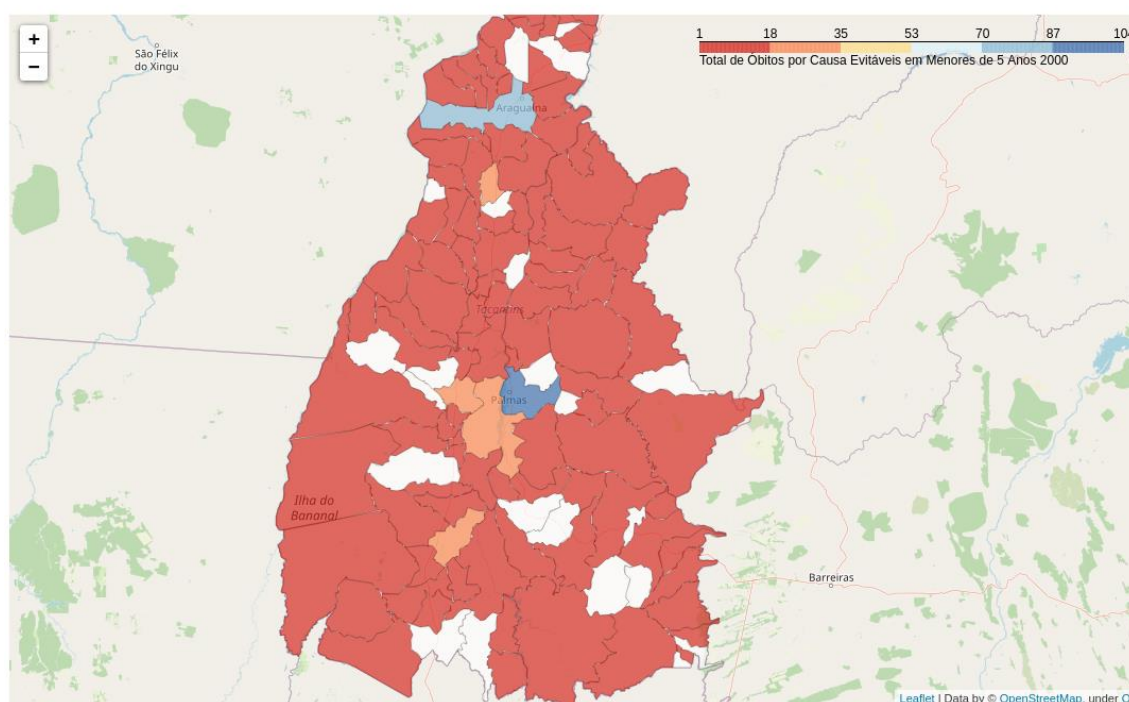 +
−
São Félix
do Xingu
1 18 35 53 70 87 104
Total de Óbitos por Causa Evitáveis em Menores de 5 Anos 2000
Araguaína
Tocantins
Palmas
Ilha do
Bananal
Barreiras
Leaflet | Data by © OpenStreetMap, under O